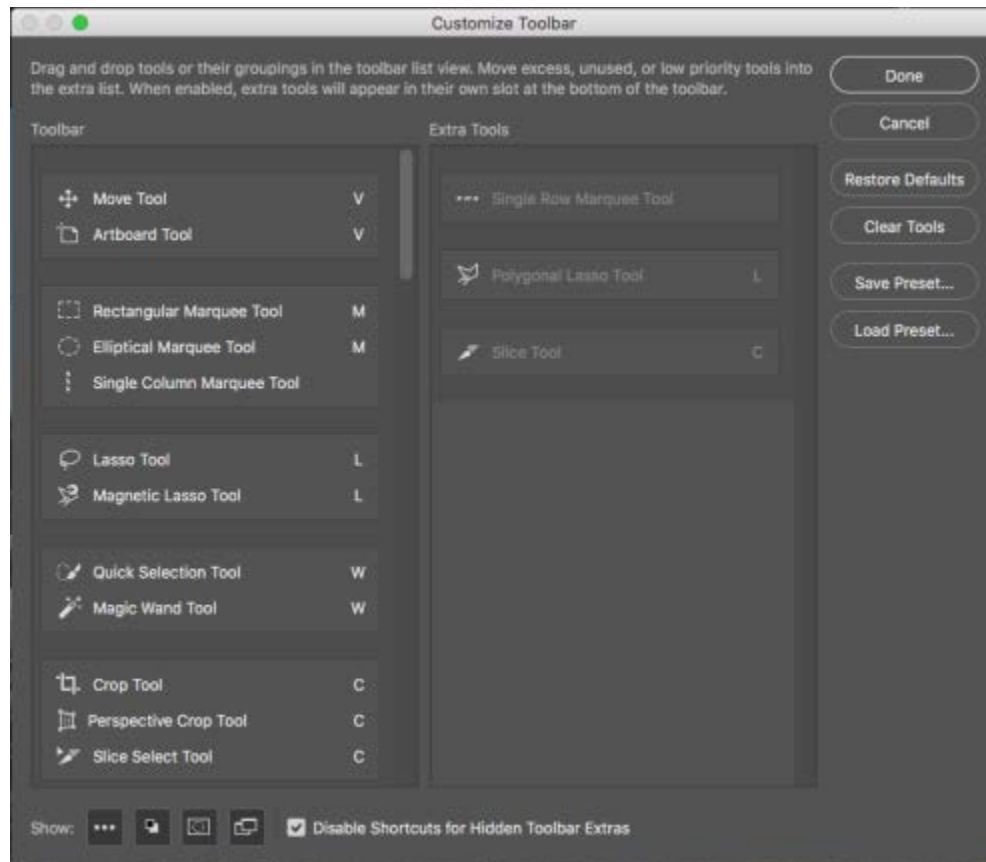 Customize Toolbar
Drag and drop tools or their groupings in the toolbar list view. Move excess, unused, or low priority tools into
the extra list. When enabled, extra tools will appear in their own slot at the bottom of the toolbar.
Toolbar
Move Tool V
Artboard Tool V
Rectangular Marquee Tool M
Elliptical Marquee Tool M
Single Column Marquee Tool
Lasso Tool L
Magnetic Lasso Tool L
Quick Selection Tool W
Magic Wand Tool W
Crop Tool C
Perspective Crop Tool C
Slice Select Tool C
Extra Tools
Single Row Marquee Tool
Polygonal Lasso Tool L
Slice Tool C
Done
Cancel
Restore Defaults
Clear Tools
Save Preset...
Load Preset...
Show:
Disable Shortcuts for Hidden Toolbar Extras